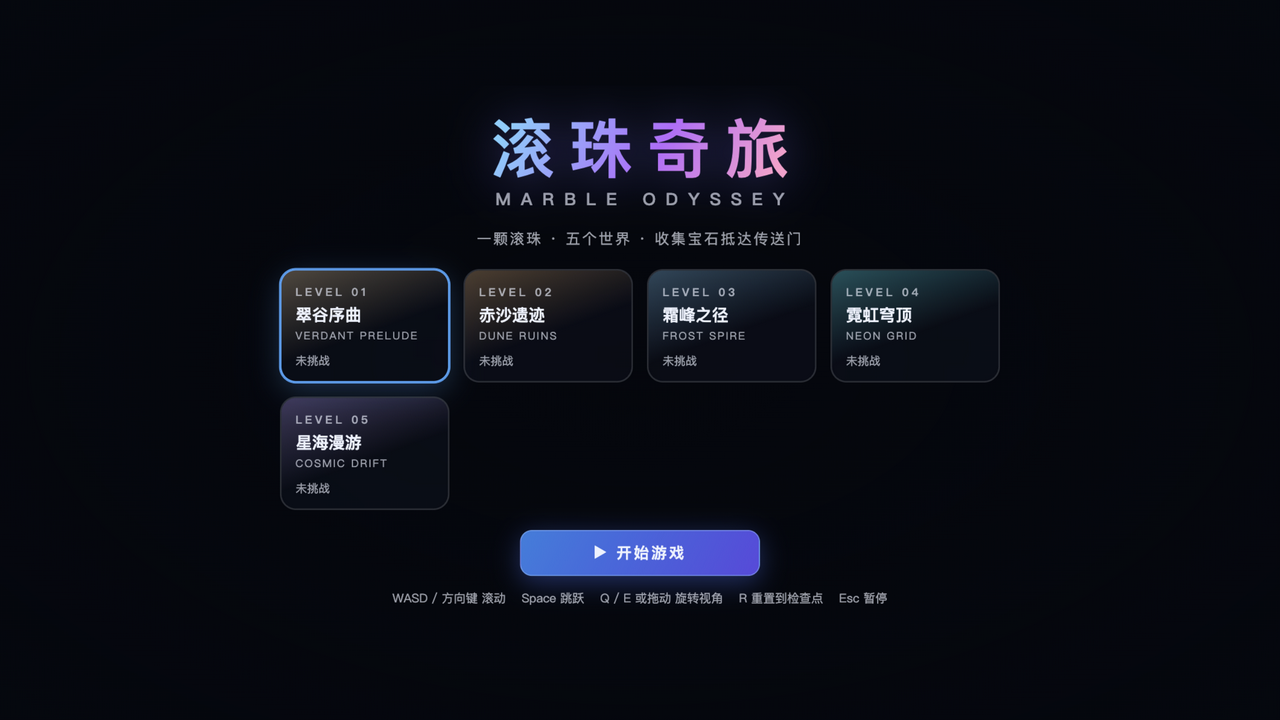 滚珠奇旅
MARBLE ODYSSEY
一颗滚珠 · 五个世界 · 收集宝石抵达传送门
LEVEL 01
翠谷序曲
VERDANT PRELUDE
未挑战
LEVEL 02
赤沙遗迹
DUNE RUINS
未挑战
LEVEL 03
霜峰之径
FROST SPIRE
未挑战
LEVEL 04
霓虹穹顶
NEON GRID
未挑战
LEVEL 05
星海漫游
COSMIC DRIFT
未挑战
▶ 开始游戏
WASD / 方向键 滚动 Space 跳跃 Q / E 或拖动 旋转视角 R 重置到检查点 Esc 暂停